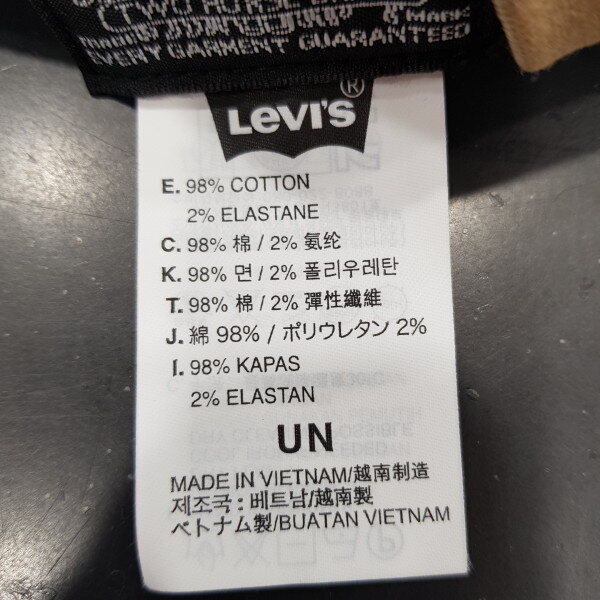 (TWO HORSE
& MARK
EVERY GARMENT GUARANTEED
Levi's®
E. 98% COTTON
2% ELASTANE
C. 98% 棉 / 2% 氨纶
K. 98% 면 / 2% 폴리우레탄
T. 98% 棉 / 2% 彈性纖維
J. 綿 98% / ポリウレタン 2%
I. 98% KAPAS
2% ELASTAN
UN
MADE IN VIETNAM/越南制造
제조국 : 베트남/越南製
ベトナム製/BUATAN VIETNAM